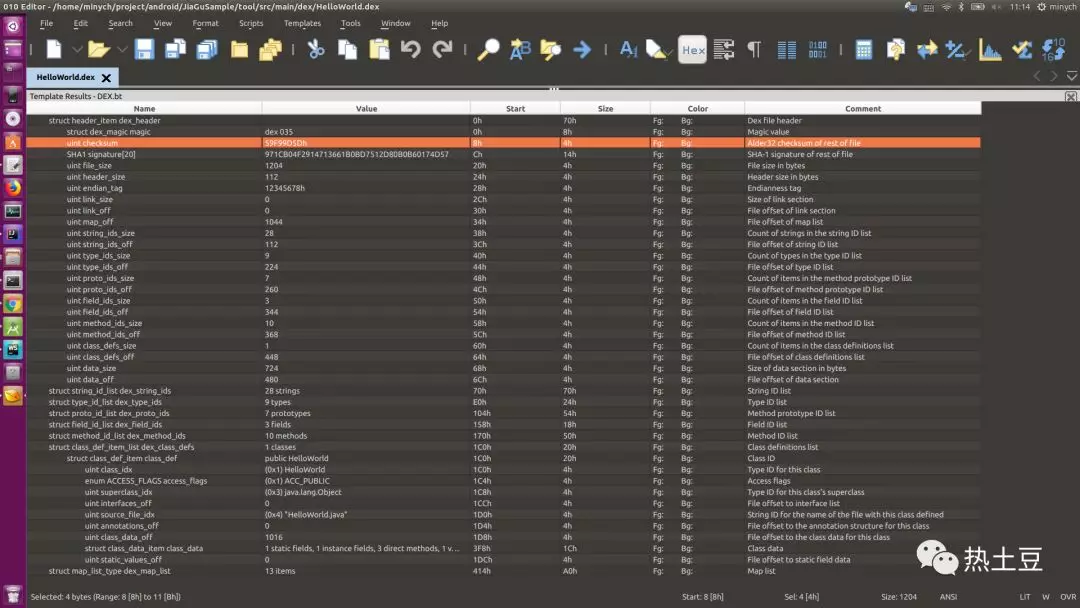 010 Editor - /home/minych/project/android/JiaGuSample/tool/src/main/dex/HelloWorld.dex 11:14 minych
File Edit Search View Format Scripts Templates Tools Window Help
Hex
HelloWorld.dex
Template Results - DEX.bt
Name Value Start Size Color Comment
struct header_item dex_header 0h 70h Fg: Bg: Dex file header
struct dex_magic magic dex 035 0h 8h Fg: Bg: Magic value
uint checksum 59F99D5Dh 8h 4h Fg: Bg: Alder32 checksum of rest of file
SHA1 signature[20] 971CB04F2914713661B0BD7512D80B0B60174D57 Ch 14h Fg: Bg: SHA-1 signature of rest of file
uint file_size 1204 20h 4h Fg: Bg: File size in bytes
uint header_size 112 24h 4h Fg: Bg: Header size in bytes
uint endian_tag 12345678h 28h 4h Fg: Bg: Endianness tag
uint link_size 0 2Ch 4h Fg: Bg: Size of link section
uint link_off 0 30h 4h Fg: Bg: File offset of link section
uint map_off 1044 34h 4h Fg: Bg: File offset of map list
uint string_ids_size 28 38h 4h Fg: Bg: Count of strings in the string ID list
uint string_ids_off 112 3Ch 4h Fg: Bg: File offset of string ID list
uint type_ids_size 9 40h 4h Fg: Bg: Count of types in the type ID list
uint type_ids_off 224 44h 4h Fg: Bg: File offset of type ID list
uint proto_ids_size 7 48h 4h Fg: Bg: Count of items in the method prototype ID list
uint proto_ids_off 260 4Ch 4h Fg: Bg: File offset of method prototype ID list
uint field_ids_size 3 50h 4h Fg: Bg: Count of items in the field ID list
uint field_ids_off 344 54h 4h Fg: Bg: File offset of field ID list
uint method_ids_size 10 58h 4h Fg: Bg: Count of items in the method ID list
uint method_ids_off 368 5Ch 4h Fg: Bg: File offset of method ID list
uint class_defs_size 1 60h 4h Fg: Bg: Count of items in the class definitions list
uint class_defs_off 448 64h 4h Fg: Bg: File offset of class definitions list
uint data_size 724 68h 4h Fg: Bg: Size of data section in bytes
uint data_off 480 6Ch 4h Fg: Bg: File offset of data section
struct string_id_list dex_string_ids 28 strings 70h 70h Fg: Bg: String ID list
struct type_id_list dex_type_ids 9 types E0h 24h Fg: Bg: Type ID list
struct proto_id_list dex_proto_ids 7 prototypes 104h 54h Fg: Bg: Method prototype ID list
struct field_id_list dex_field_ids 3 fields 158h 18h Fg: Bg: Field ID list
struct method_id_list dex_method_ids 10 methods 170h 50h Fg: Bg: Method ID list
struct class_def_item_list dex_class_defs 1 classes 1C0h 20h Fg: Bg: Class definitions list
struct class_def_item class_def public HelloWorld 1C0h 20h Fg: Bg: Class ID
uint class_idx (0x1) HelloWorld 1C0h 4h Fg: Bg: Type ID for this class
enum ACCESS_FLAGS access_flags (0x1) ACC_PUBLIC 1C4h 4h Fg: Bg: Access flags
uint superclass_idx (0x3) java.lang.Object 1C8h 4h Fg: Bg: Type ID for this class's superclass
uint interfaces_off 0 1CCh 4h Fg: Bg: File offset to interface list
uint source_file_idx (0x4) "HelloWorld.java" 1D0h 4h Fg: Bg: String ID for the name of the file with this class defined
uint annotations_off 0 1D4h 4h Fg: Bg: File offset to the annotation structure for this class
uint class_data_off 1016 1D8h 4h Fg: Bg: File offset to the class data for this class
struct class_data_item class_data 1 static fields, 1 instance fields, 3 direct methods, 1 v... 3F8h 1Ch Fg: Bg: Class data
uint static_values_off 0 1DCh 4h Fg: Bg: File offset to static field data
struct map_list_type dex_map_list 13 items 414h A0h Fg: Bg: Map list
热土豆
Selected: 4 bytes (Range: 8 [8h] to 11 [Bh]) Start: 8 [8h] Sel: 4 [4h] Size: 1204 ANSI LIT W OVR